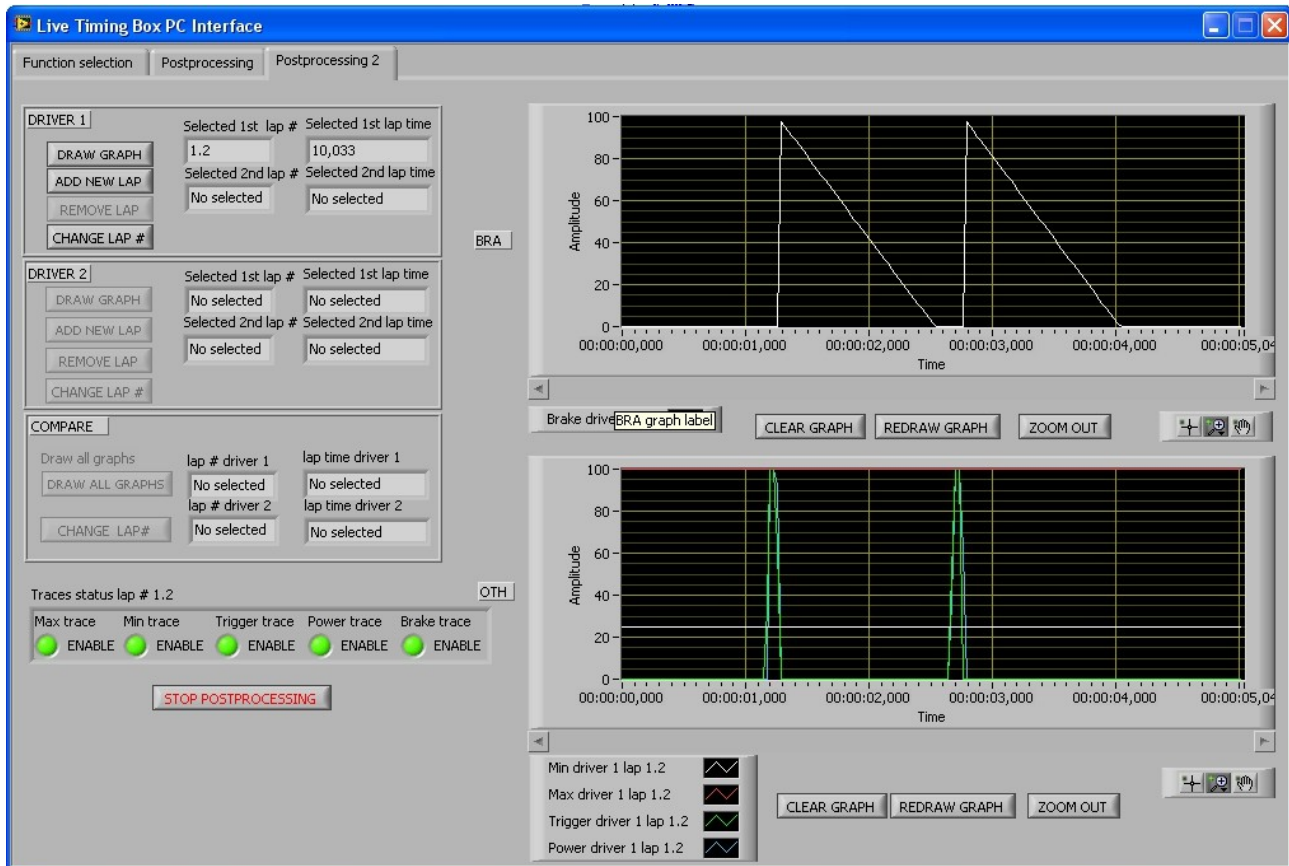 Live Timing Box PC Interface
Function selection
Postprocessing
Postprocessing 2
DRIVER 1
Selected 1st lap #
Selected 1st lap time
DRAW GRAPH
1.2
10,033
ADD NEW LAP
Selected 2nd lap #
Selected 2nd lap time
REMOVE LAP
No selected
No selected
CHANGE LAP #
DRIVER 2
Selected 1st lap #
Selected 1st lap time
DRAW GRAPH
No selected
No selected
ADD NEW LAP
Selected 2nd lap #
Selected 2nd lap time
REMOVE LAP
No selected
No selected
CHANGE LAP #
COMPARE
Draw all graphs
lap # driver 1
lap time driver 1
DRAW ALL GRAPHS
No selected
No selected
lap # driver 2
lap time driver 2
CHANGE LAP#
No selected
No selected
Traces status lap # 1.2
Max trace
Min trace
Trigger trace
Power trace
Brake trace
ENABLE
ENABLE
ENABLE
ENABLE
ENABLE
STOP POSTPROCESSING
BRA
Amplitude
100
80
60
40
20
0
00:00:00,000
00:00:01,000
00:00:02,000
00:00:03,000
00:00:04,000
00:00:05,04
Time
Brake drive
BRA graph label
CLEAR GRAPH
REDRAW GRAPH
ZOOM OUT
OTH
Amplitude
100
80
60
40
20
0
00:00:00,000
00:00:01,000
00:00:02,000
00:00:03,000
00:00:04,000
00:00:05,04
Time
Min driver 1 lap 1.2
Max driver 1 lap 1.2
Trigger driver 1 lap 1.2
Power driver 1 lap 1.2
CLEAR GRAPH
REDRAW GRAPH
ZOOM OUT